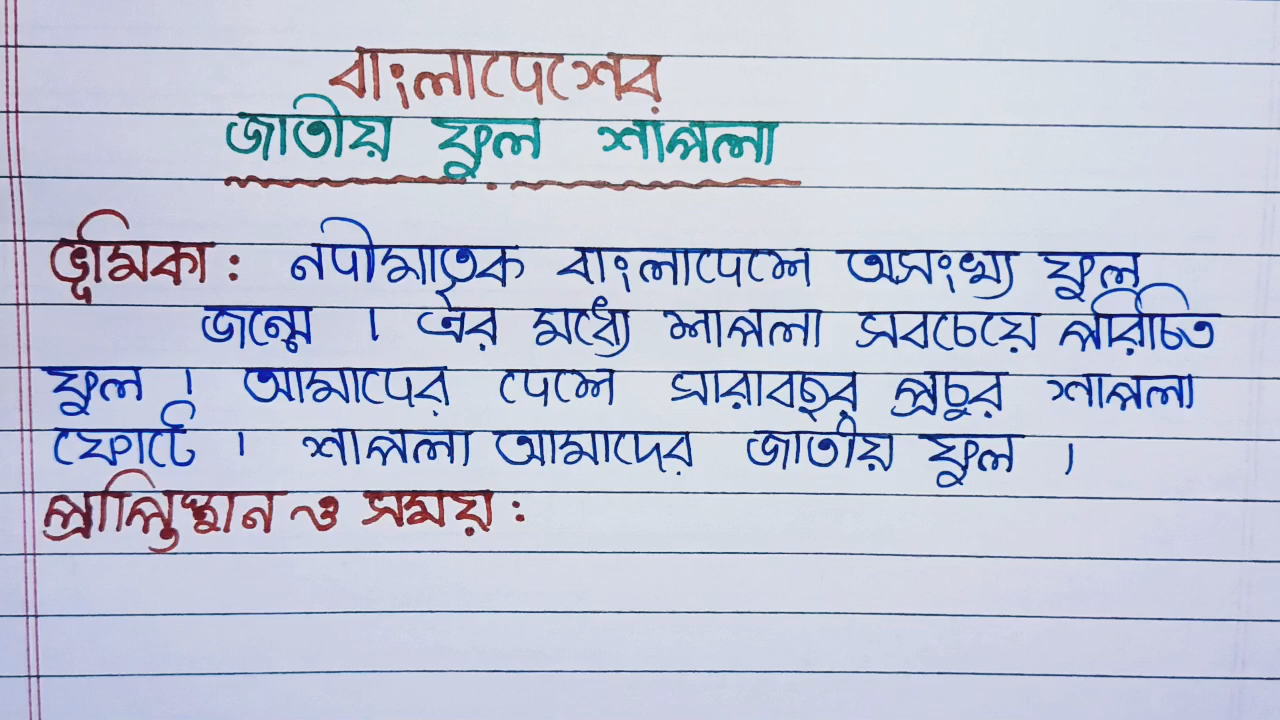 বাংলাদেশের
জাতীয় ফুল শাপলা
ভূমিকা : নদীমাতৃক বাংলাদেশে অসংখ্য ফুল
জন্মে । এর মধ্যে শাপলা সবচেয়ে পরিচিত
ফুল । আমাদের দেশে সারাবছর প্রচুর শাপলা
ফোটে । শাপলা আমাদের জাতীয় ফুল ।
প্রাপ্তিস্থান ও সময় :